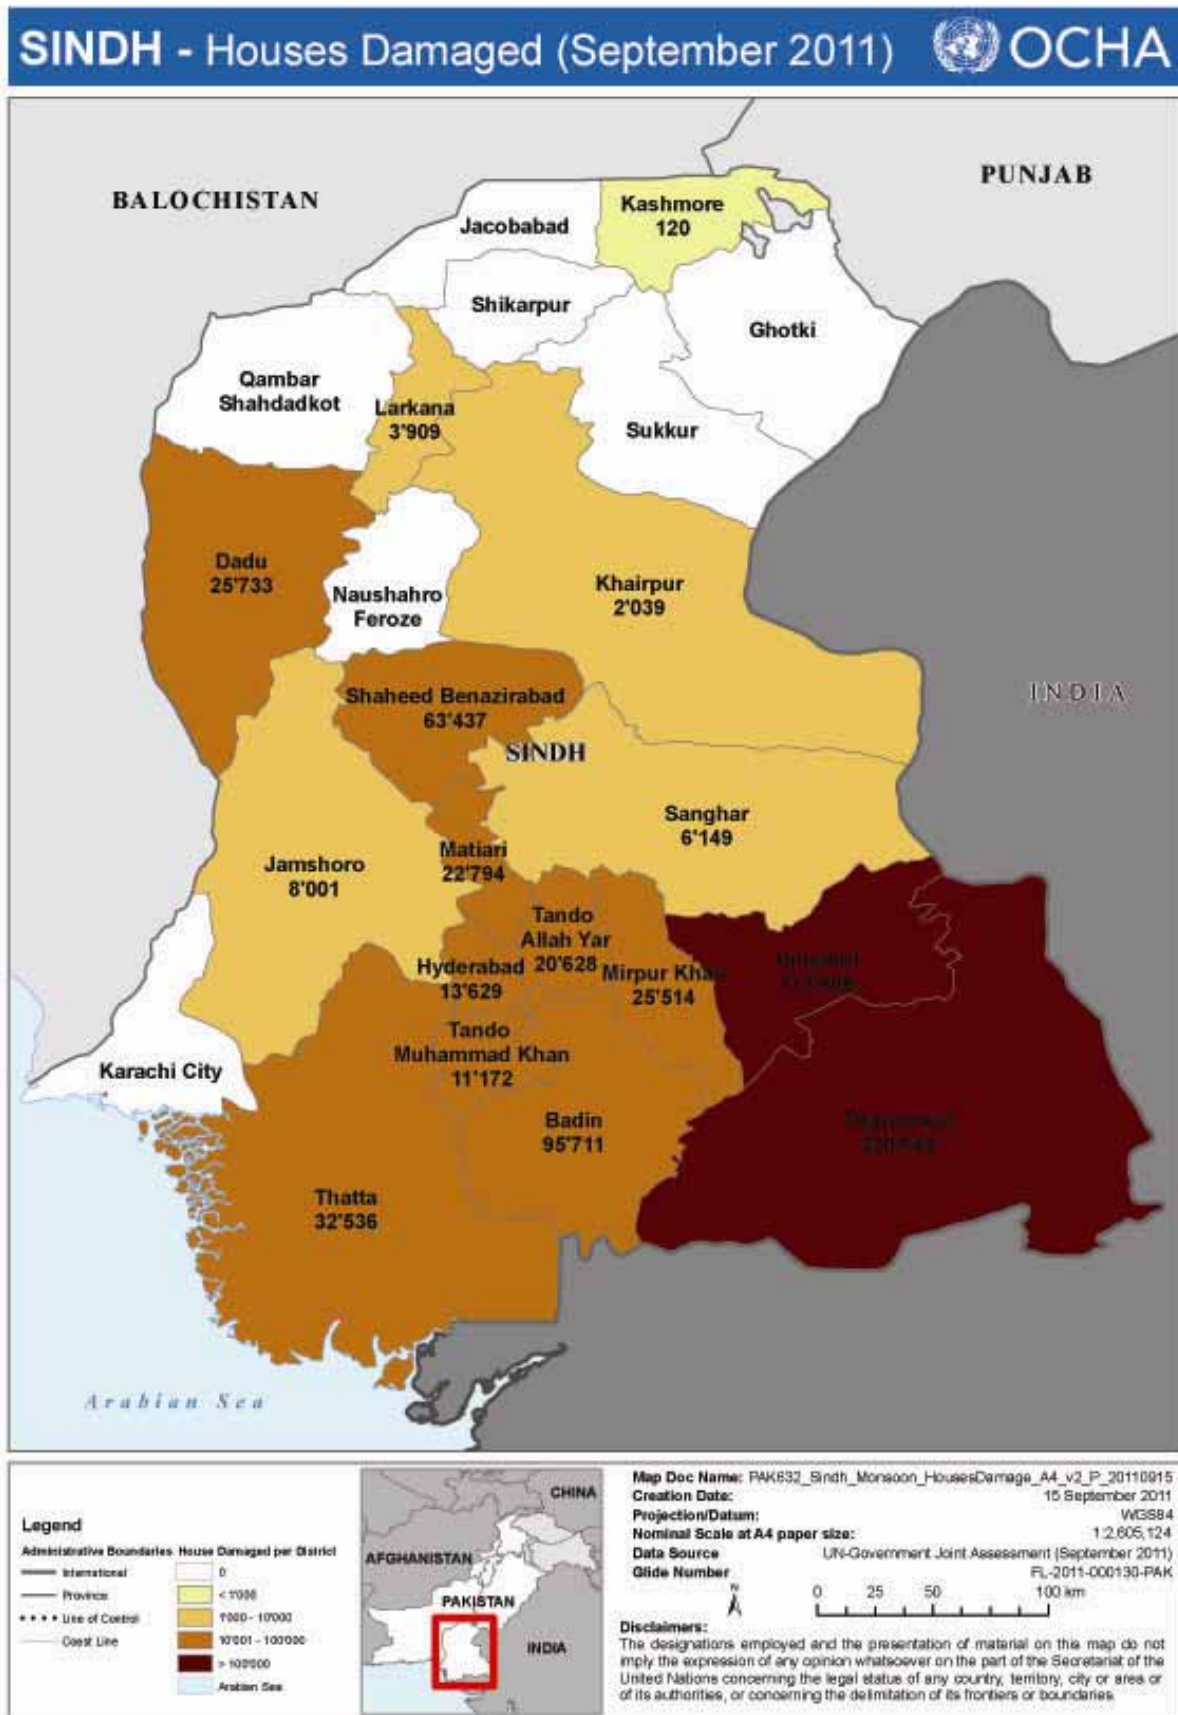 SINDH - Houses Damaged (September 2011)
OCHA
BALOCHISTAN
PUNJAB
Kashmore
120
Jacobabad
Shikarpur
Ghotki
Qambar
Shahdadkot
Larkana
3'909
Sukkur
Dadu
25'733
Naushahro
Feroze
Khairpur
2'039
INDIA
Shaheed Benazirabad
63'437
SINDH
Sanghar
6'149
Matiari
22'794
Jamshoro
8'001
Tando
Allah Yar
20'628
Hyderabad
13'629
Mirpur Khas
25'514
Tando
Muhammad Khan
11'172
Karachi City
Badin
95'711
Thatta
32'536
Arabian Sea
Legend
Administrative Boundaries
International
Province
Line of Control
Coast Line
House Damaged per District
0
< 1'000
1'000 - 10'000
10'001 - 100'000
> 100'000
Arabian Sea
CHINA
AFGHANISTAN
PAKISTAN
INDIA
Map Doc Name: PAK632_Sindh_Monsoon_HousesDamage_A4_v2_P_20110915
Creation Date: 15 September 2011
Projection/Datum: WGS84
Nominal Scale at A4 paper size: 1:2,605,124
Data Source UN-Government Joint Assessment (September 2011)
Glide Number FL-2011-000130-PAK
N
0 25 50 100 km
Disclaimers:
The designations employed and the presentation of material on this map do not
imply the expression of any opinion whatsoever on the part of the Secretariat of the
United Nations concerning the legal status of any country, territory, city or area or
of its authorities, or concerning the delimitation of its frontiers or boundaries.